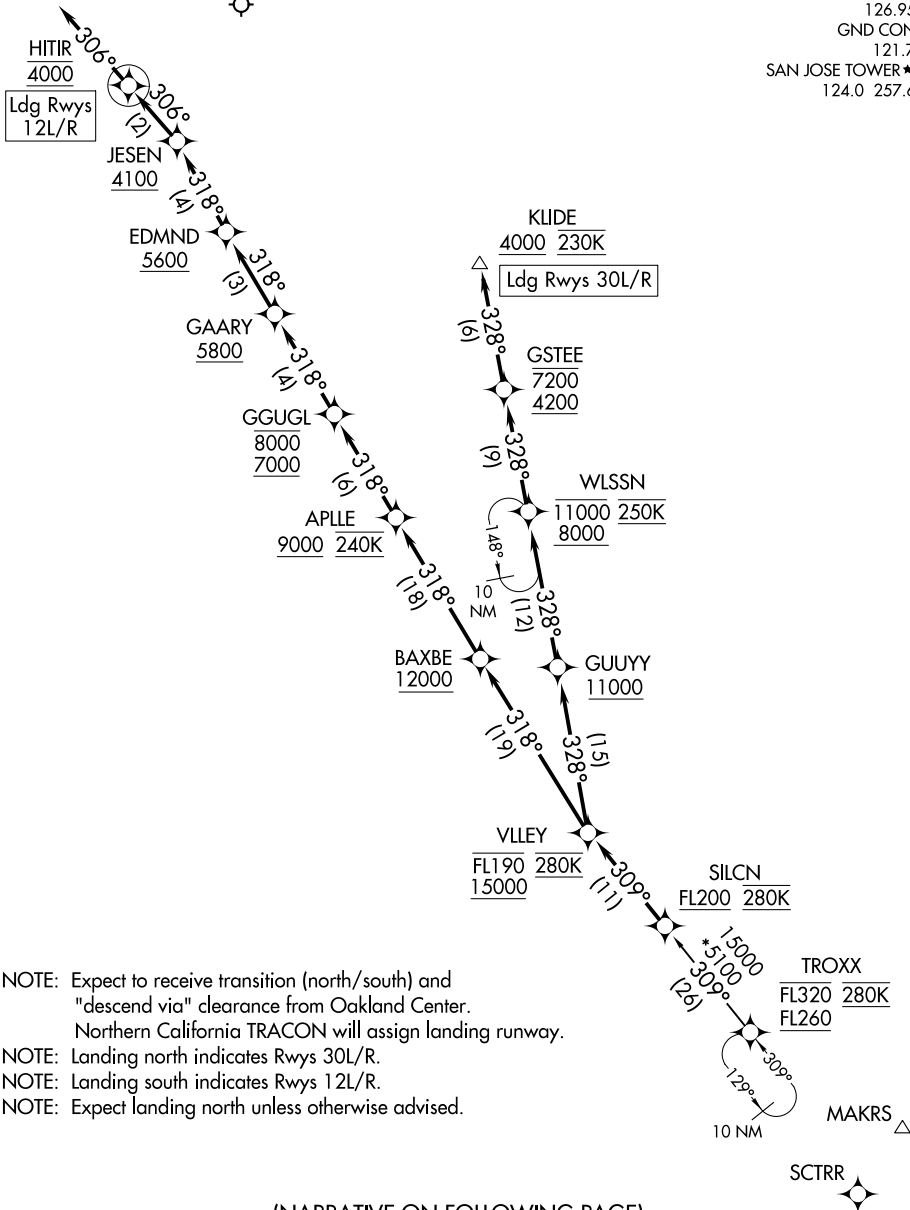 126.95
GND CON
121.7
SAN JOSE TOWER★
124.0 257.6
306°
HITIR
4000
Ldg Rwys
12L/R
306°
(2)
JESEN
4100
318°
(4)
EDMND
5600
318°
(3)
GAARY
5800
318°
(4)
GGUGL
8000
7000
318°
(6)
APLLE
9000 240K
318°
(18)
BAXBE
12000
318°
(19)
KLIDE
4000 230K
Ldg Rwys 30L/R
328°
(6)
GSTEE
7200
4200
328°
(9)
WLSSN
11000 250K
8000
148°
10
NM
328°
(12)
GUUYY
11000
328°
(15)
VLLEY
FL190 280K
15000
309°
(11)
SILCN
FL200 280K
15000
*5100
309°
(26)
TROXX
FL320 280K
FL260
309°
129°
10 NM
MAKRS
SCTRR
NOTE: Expect to receive transition (north/south) and
"descend via" clearance from Oakland Center.
Northern California TRACON will assign landing runway.
NOTE: Landing north indicates Rwys 30L/R.
NOTE: Landing south indicates Rwys 12L/R.
NOTE: Expect landing north unless otherwise advised.
(NARRATIVE ON FOLLOWING PAGE)